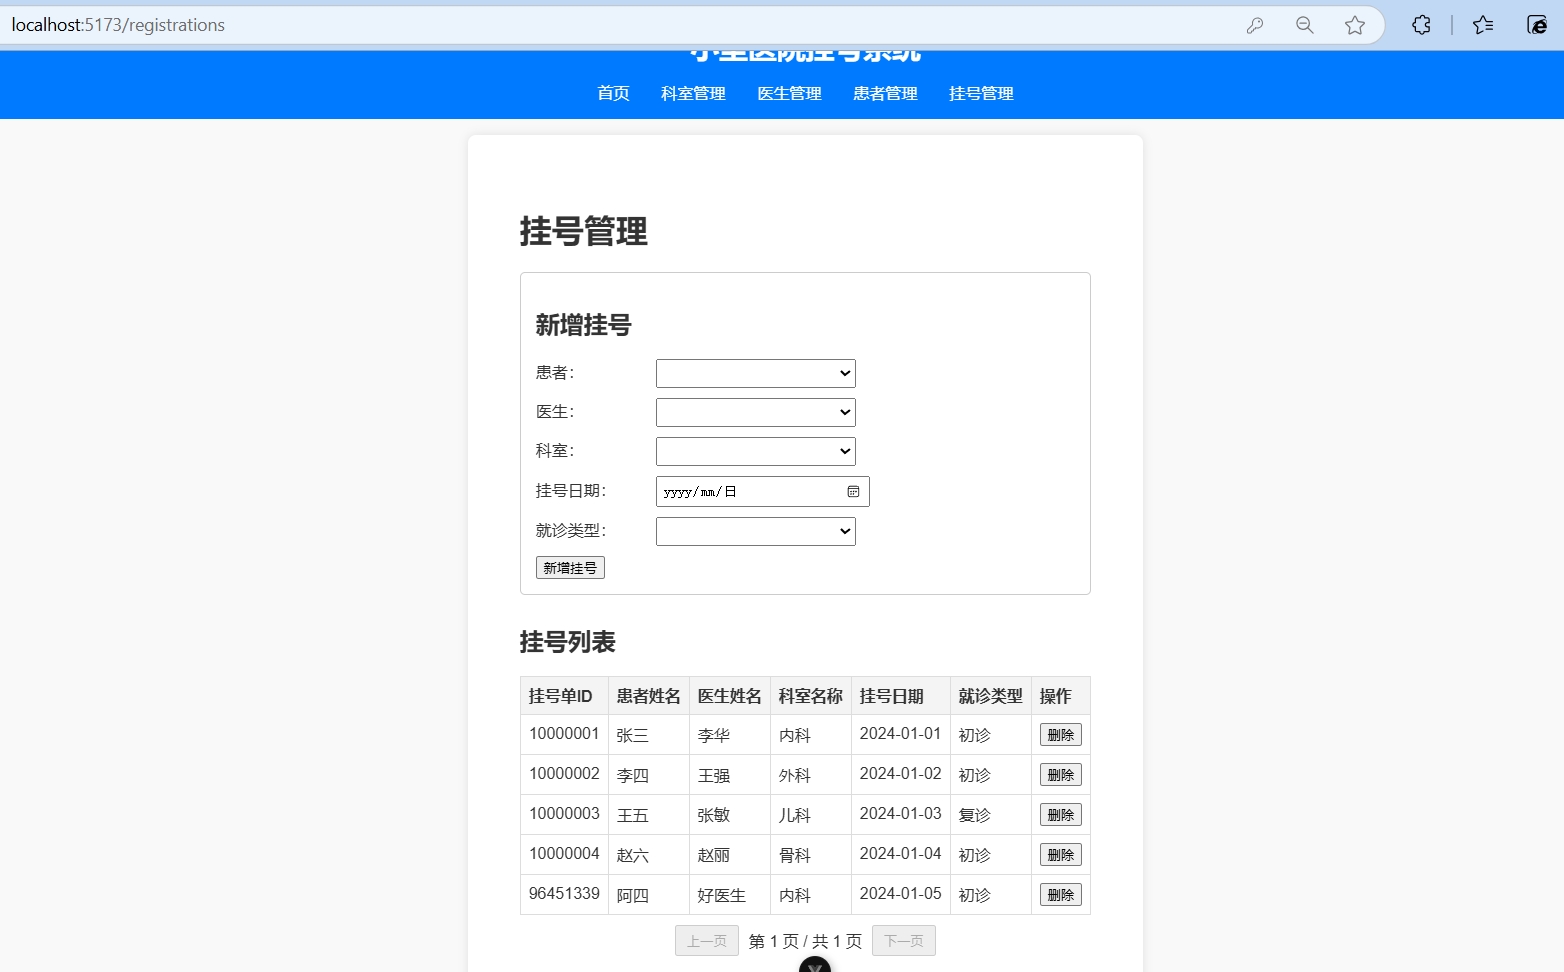 localhost:5173/registrations
小型医院挂号系统
首页 科室管理 医生管理 患者管理 挂号管理
挂号管理
新增挂号
患者：
医生：
科室：
挂号日期： yyyy/mm/日
就诊类型：
新增挂号
挂号列表
挂号单ID 患者姓名 医生姓名 科室名称 挂号日期 就诊类型 操作
10000001 张三 李华 内科 2024-01-01 初诊 删除
10000002 李四 王强 外科 2024-01-02 初诊 删除
10000003 王五 张敏 儿科 2024-01-03 复诊 删除
10000004 赵六 赵丽 骨科 2024-01-04 初诊 删除
96451339 阿四 好医生 内科 2024-01-05 初诊 删除
上一页 第 1 页 / 共 1 页 下一页